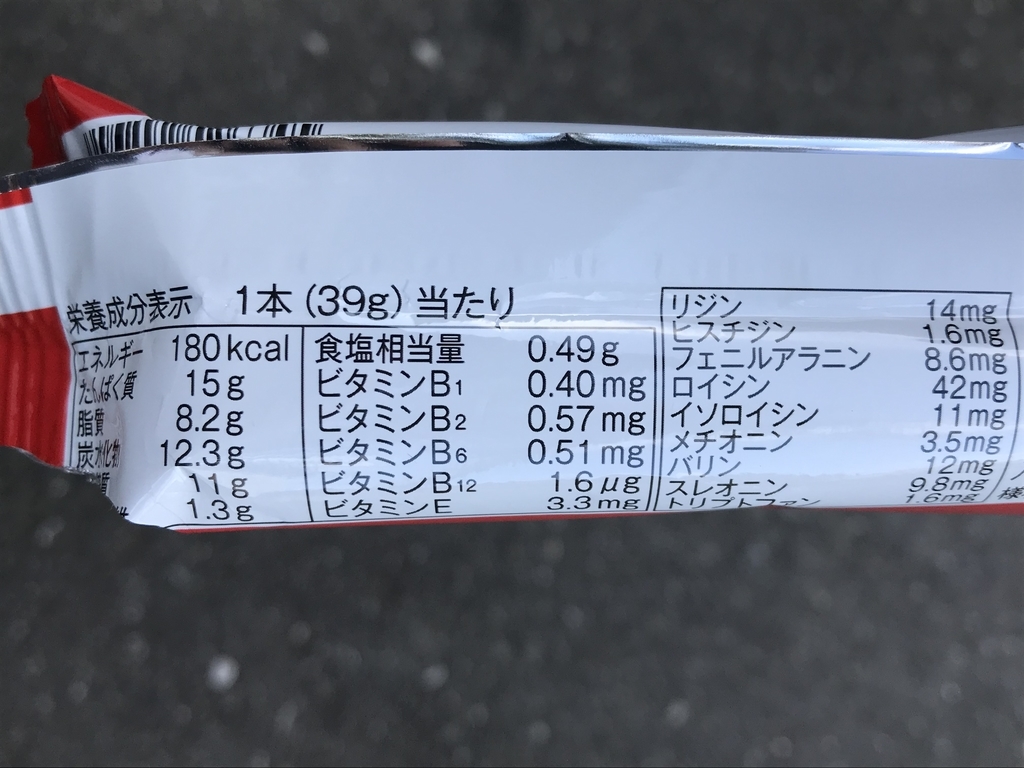 栄養成分表示 1本(39g)当たり
エネルギー 180kcal
たんぱく質 15g
脂質 8.2g
炭水化物 12.3g
質 11g
1.3g
食塩相当量 0.49g
ビタミンB1 0.40mg
ビタミンB2 0.57mg
ビタミンB6 0.51mg
ビタミンB12 1.6μg
ビタミンE 3.3mg
リジン 14mg
ヒスチジン 1.6mg
フェニルアラニン 8.6mg
ロイシン 42mg
イソロイシン 11mg
メチオニン 3.5mg
バリン 12mg
スレオニン 9.8mg
トリプトファン 1.6mg
様